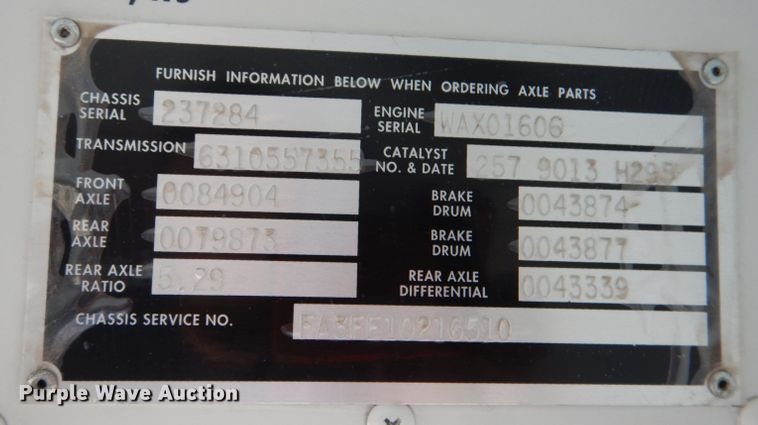 FURNISH INFORMATION BELOW WHEN ORDERING AXLE PARTS
CHASSIS SERIAL 237284
ENGINE SERIAL WAX01606
TRANSMISSION 6310557355
CATALYST NO. & DATE 257 9013 H295
FRONT AXLE 0084904
BRAKE DRUM 0043874
REAR AXLE 0079873
BRAKE DRUM 0043877
REAR AXLE RATIO 5.29
REAR AXLE DIFFERENTIAL 0043339
CHASSIS SERVICE NO.
Purple Wave Auction